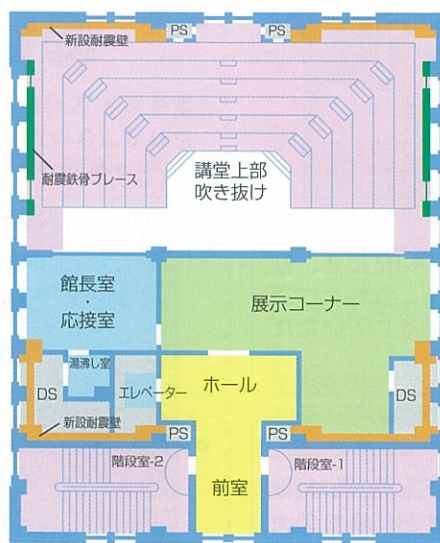 PS
PS
新設耐震壁
耐震鉄骨ブレース
講堂上部
吹き抜け
館長室
・
応接室
展示コーナー
湯沸し室
DS
エレベーター
ホール
DS
新設耐震壁
PS
PS
階段室-2
階段室-1
前室